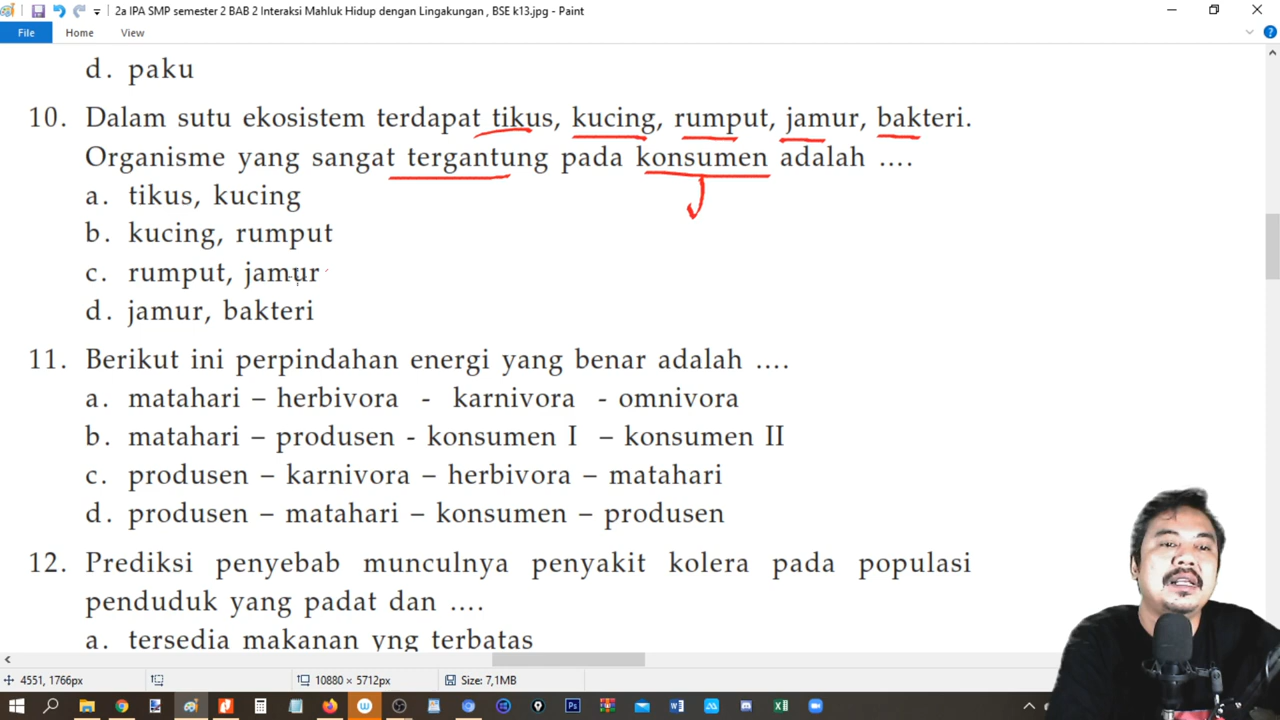 2a IPA SMP semester 2 BAB 2 Interaksi Mahluk Hidup dengan Lingakungan , BSE k13.jpg - Paint
File Home View
d. paku
10. Dalam sutu ekosistem terdapat tikus, kucing, rumput, jamur, bakteri.
Organisme yang sangat tergantung pada konsumen adalah ....
a. tikus, kucing
b. kucing, rumput
c. rumput, jamur
d. jamur, bakteri
11. Berikut ini perpindahan energi yang benar adalah ....
a. matahari – herbivora - karnivora - omnivora
b. matahari – produsen - konsumen I – konsumen II
c. produsen – karnivora – herbivora – matahari
d. produsen – matahari – konsumen – produsen
12. Prediksi penyebab munculnya penyakit kolera pada populasi
penduduk yang padat dan ....
a. tersedia makanan yng terbatas
4551, 1766px 10880 × 5712px Size: 7,1MB